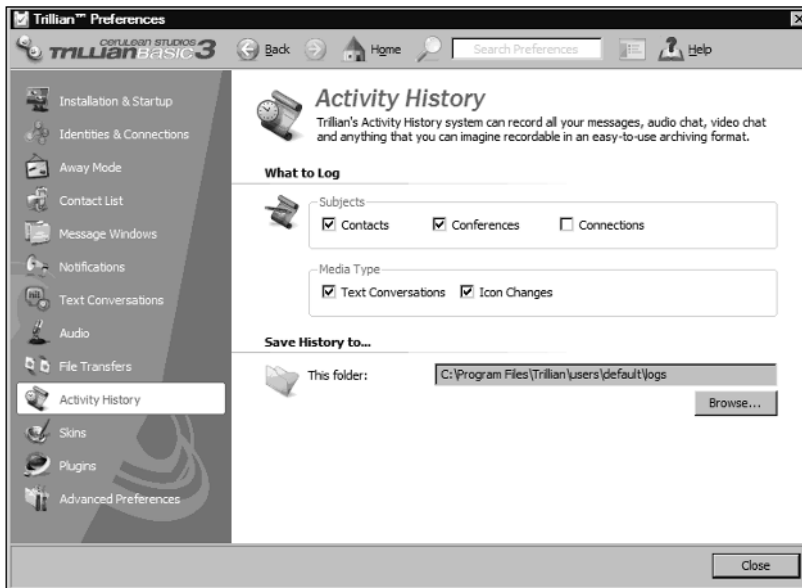 Trillian™ Preferences
cerulean studios
TRILLIAN BASIC 3
Back
Home
Search Preferences
Help
Installation & Startup
Identities & Connections
Away Mode
Contact List
Message Windows
Notifications
Text Conversations
Audio
File Transfers
Activity History
Skins
Plugins
Advanced Preferences
Activity History
Trillian's Activity History system can record all your messages, audio chat, video chat
and anything that you can imagine recordable in an easy-to-use archiving format.
What to Log
Subjects
Contacts
Conferences
Connections
Media Type
Text Conversations
Icon Changes
Save History to...
This folder:
C:\Program Files\Trillian\users\default\logs
Browse...
Close